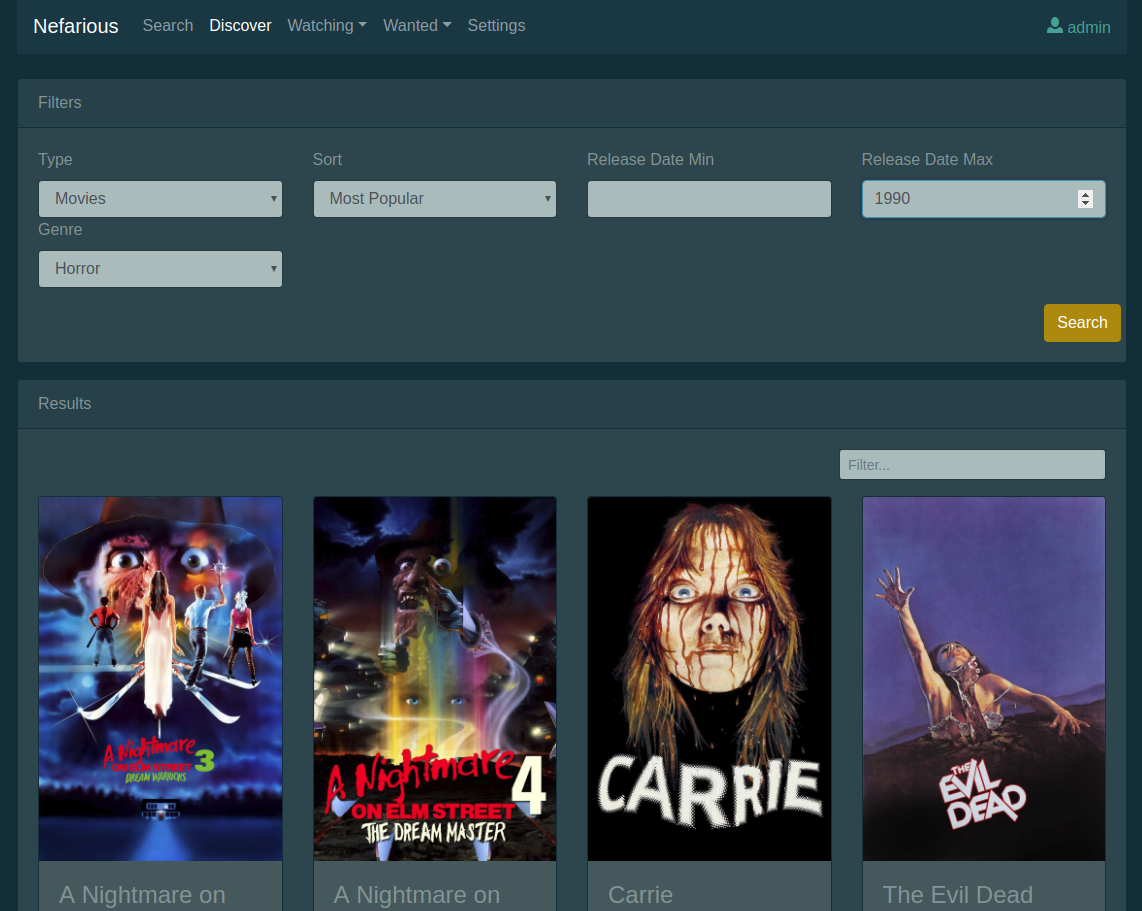 Nefarious Search Discover Watching Wanted Settings admin
Filters
Type Sort Release Date Min Release Date Max
Movies Most Popular 1990
Genre
Horror
Search
Results
Filter...
A Nightmare
ON ELM STREET 3
DREAM WARRIORS
A Nightmare 4
ON ELM STREET
THE DREAM MASTER
CARRIE
THE
EVIL
DEAD
A Nightmare on A Nightmare on Carrie The Evil Dead